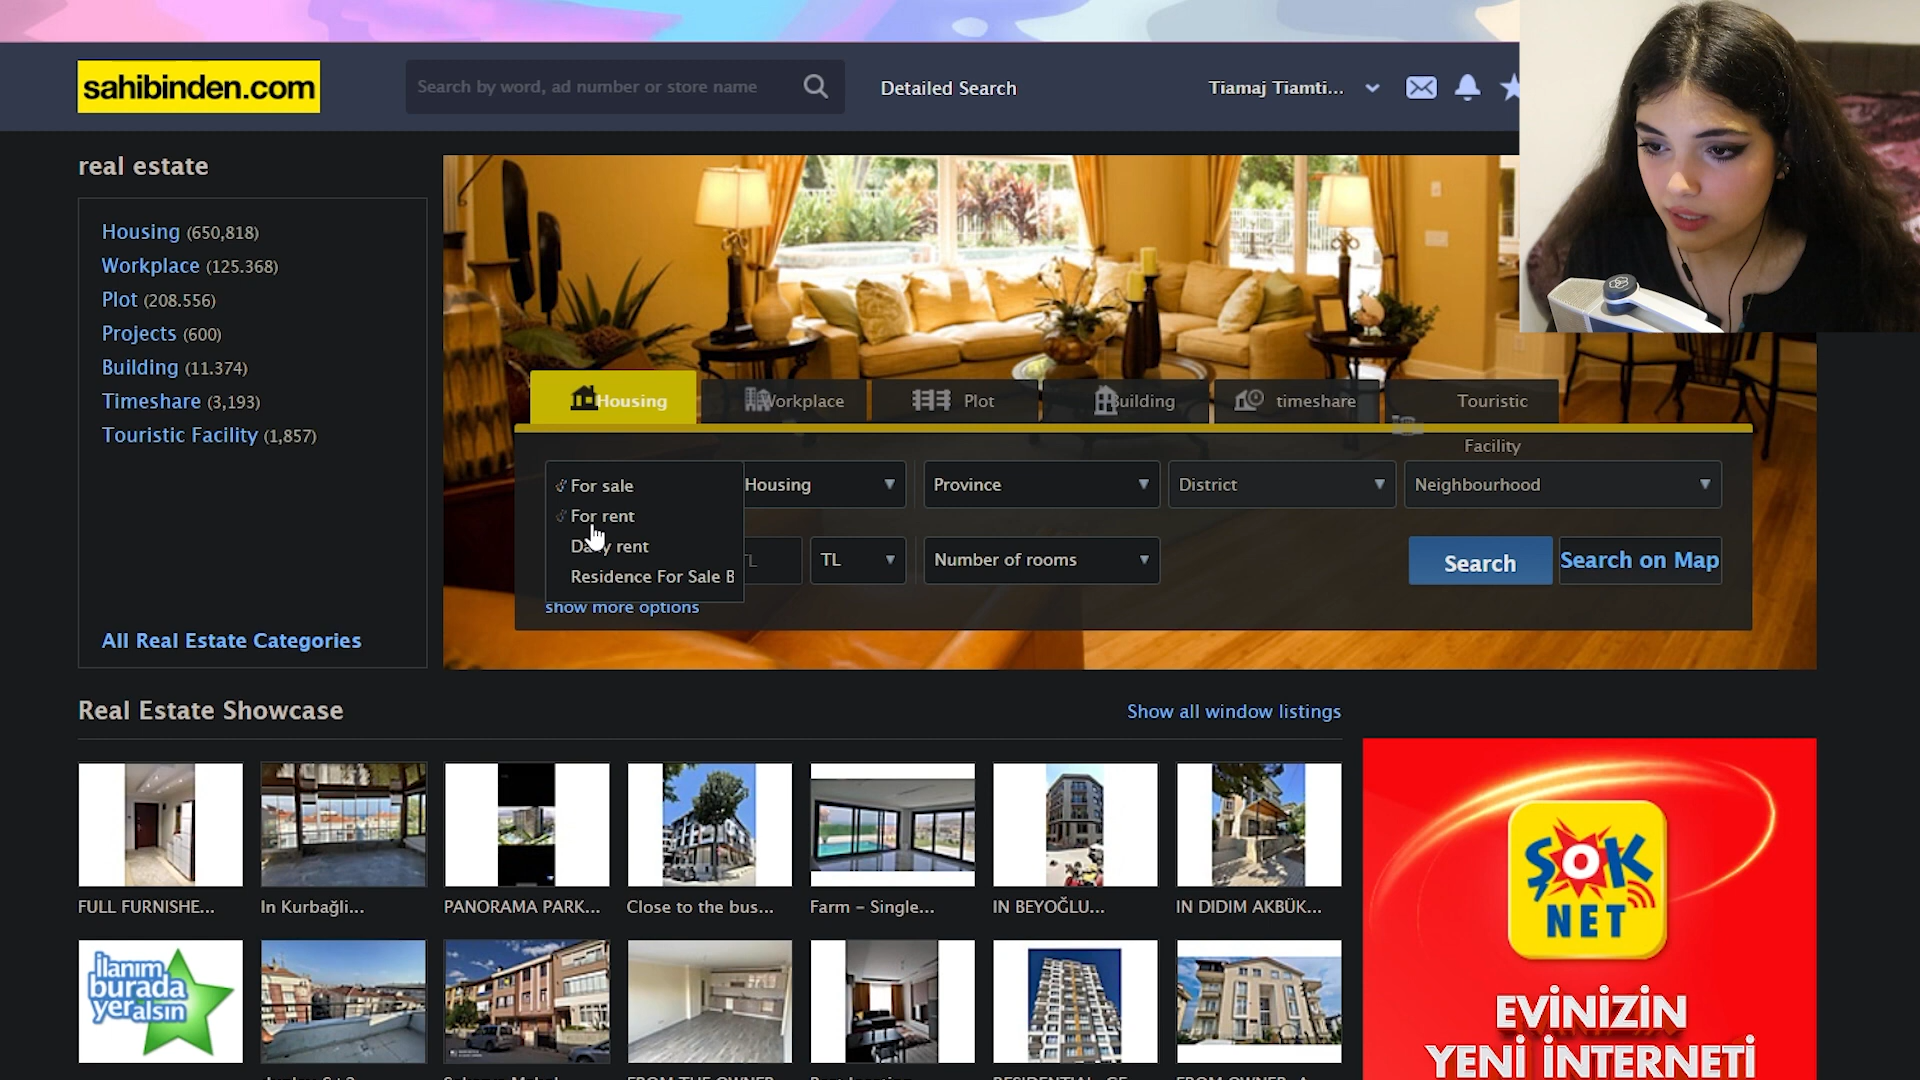 sahibinden.com
Search by word, ad number or store name
Detailed Search
Tiamaj Tiamti...
real estate
Housing (650,818)
Workplace (125.368)
Plot (208.556)
Projects (600)
Building (11.374)
Timeshare (3,193)
Touristic Facility (1,857)
All Real Estate Categories
Housing
Workplace
Plot
Building
timeshare
Touristic
Facility
For sale
For rent
Daily rent
Residence For Sale B
Housing
Province
District
Neighbourhood
TL
TL
Number of rooms
Search
Search on Map
show more options
Real Estate Showcase
Show all window listings
FULL FURNISHE...
In Kurbağli...
PANORAMA PARK...
Close to the bus...
Farm - Single...
IN BEYOĞLU...
IN DIDIM AKBÜK...
ilanım
burada
yeralsın
ŞOK
NET
EVİNİZİN
YENİ İNTERNETİ